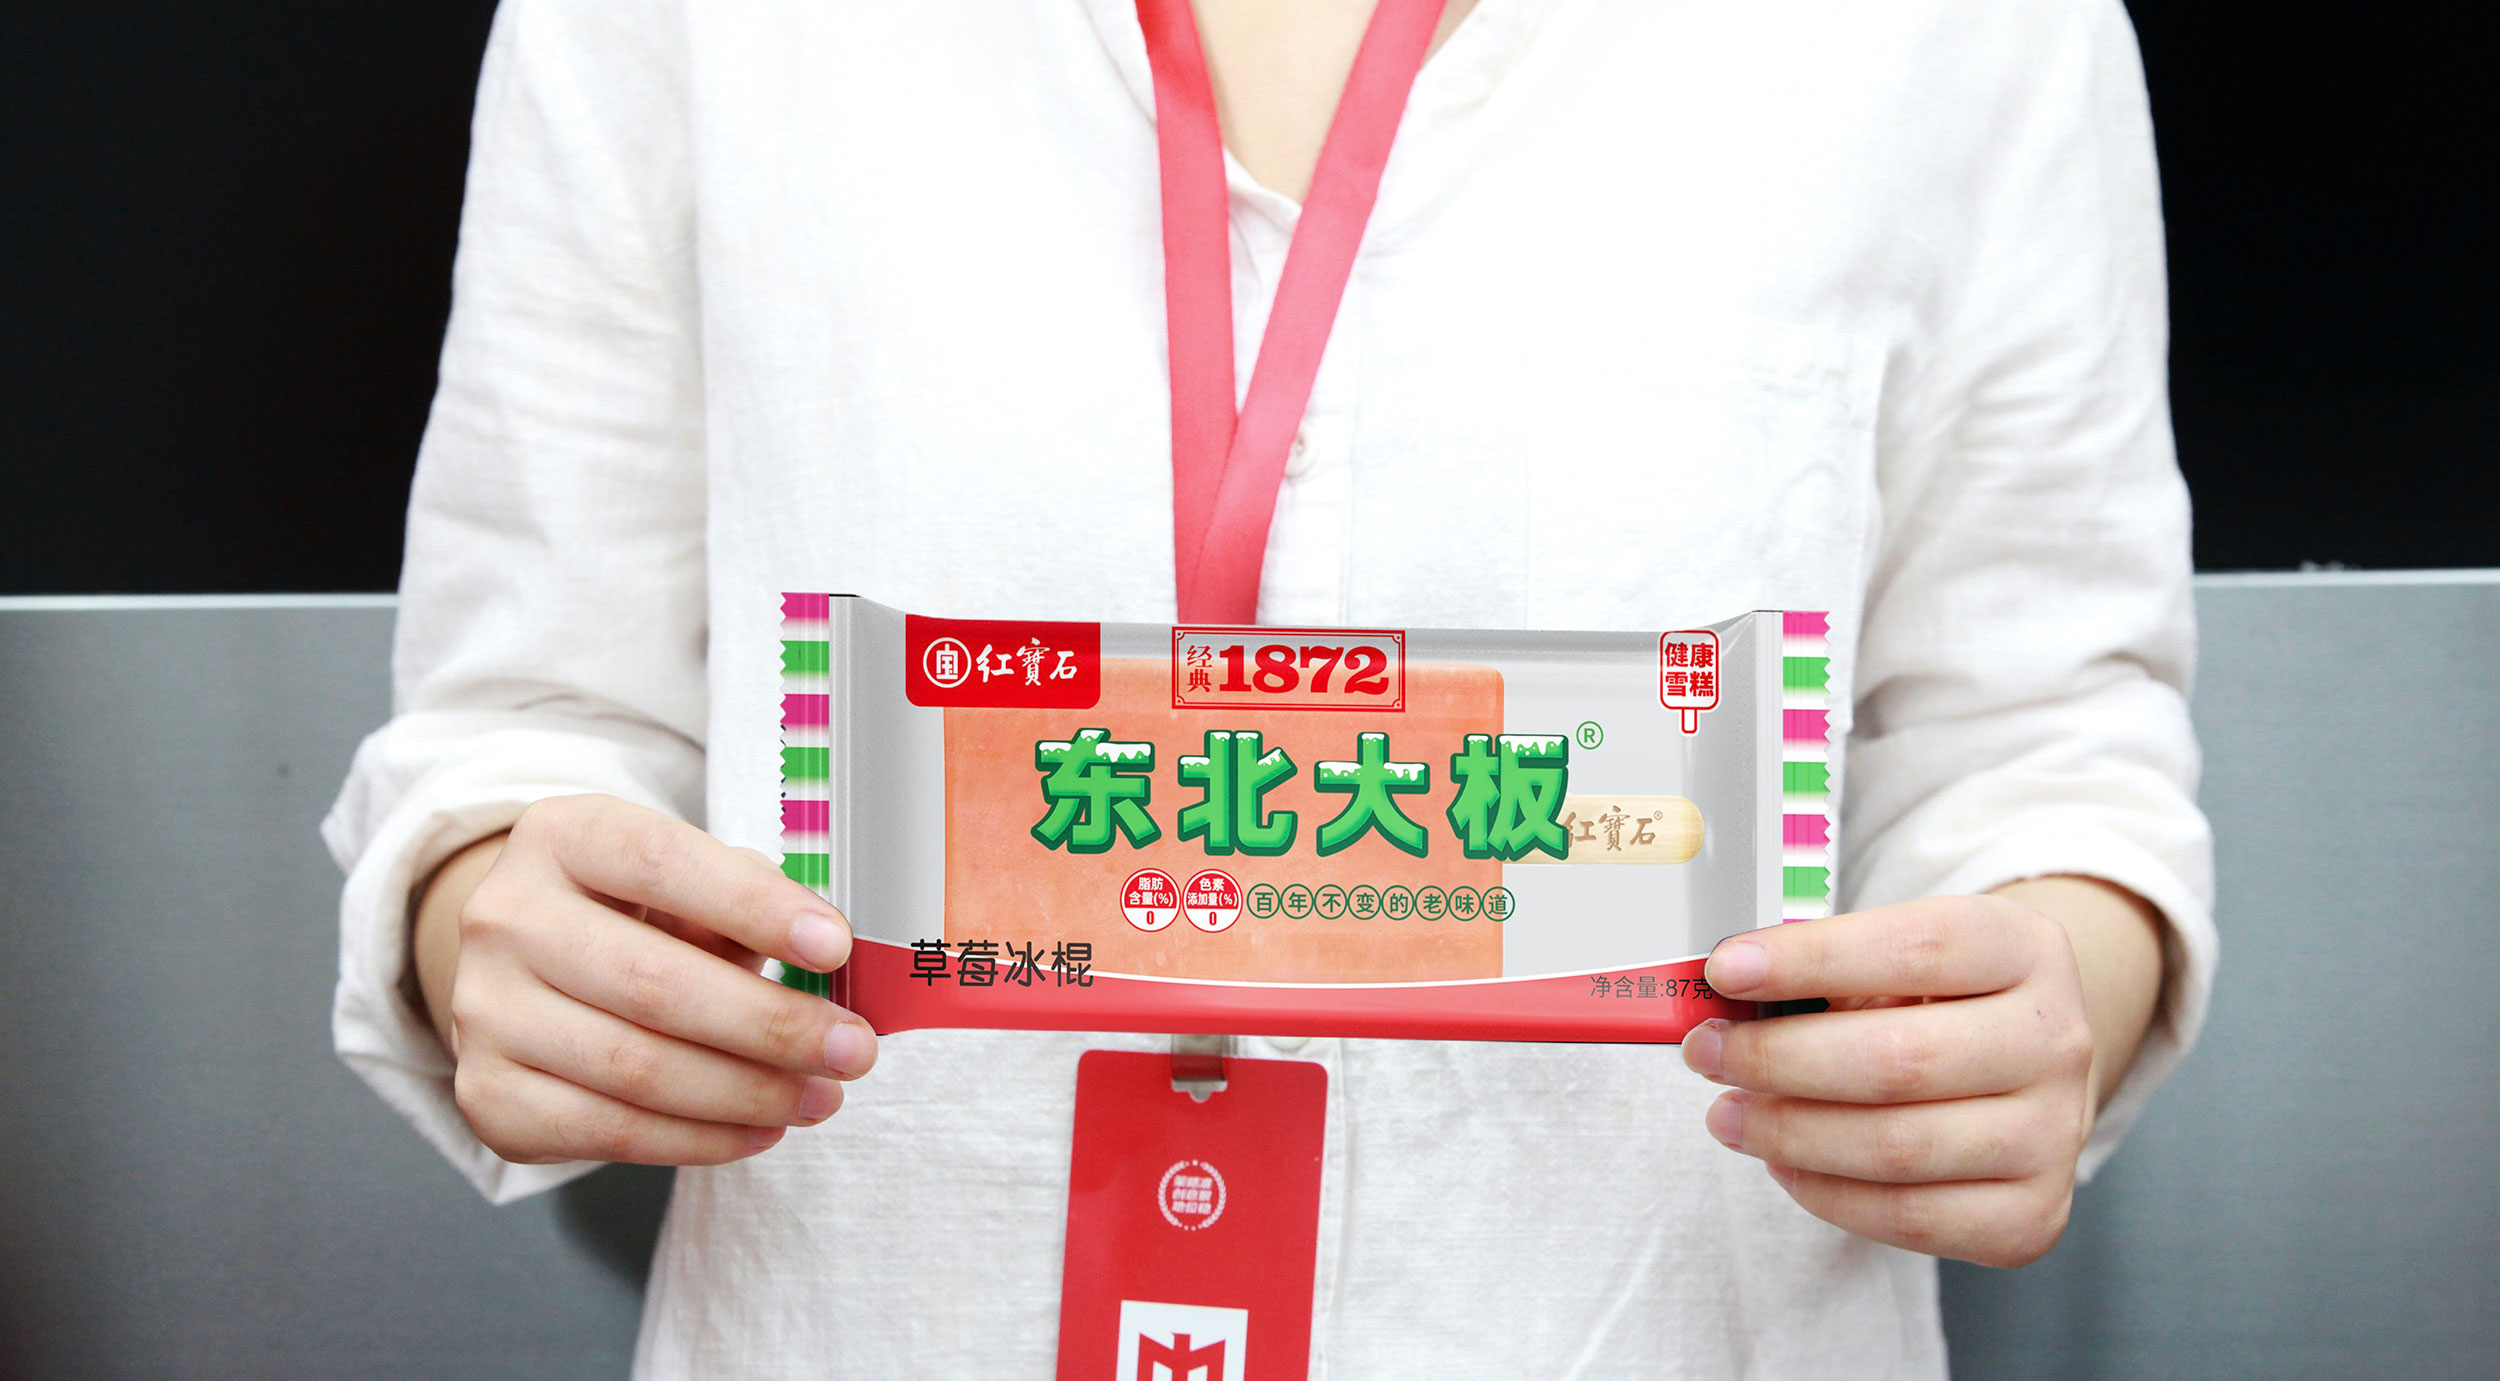 宝 红寶石
经典 1872
健康
雪糕
东北大板®
红寶石®
脂肪
含量(%)
0
色素
添加量(%)
0
百年不变的老味道
草莓冰棍
净含量:87克